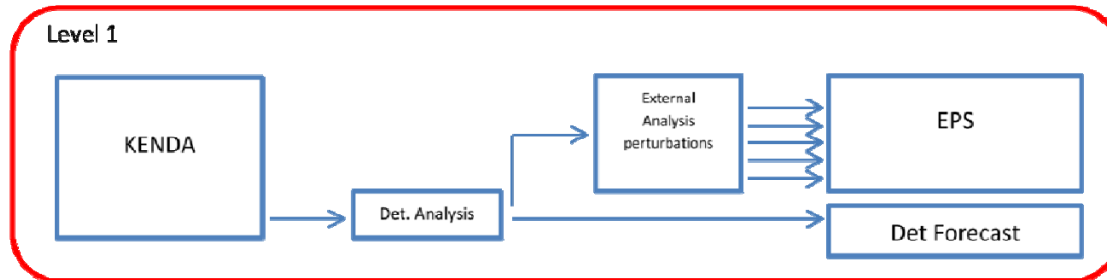 Level 1
KENDA
Det. Analysis
External
Analysis
perturbations
EPS
Det Forecast